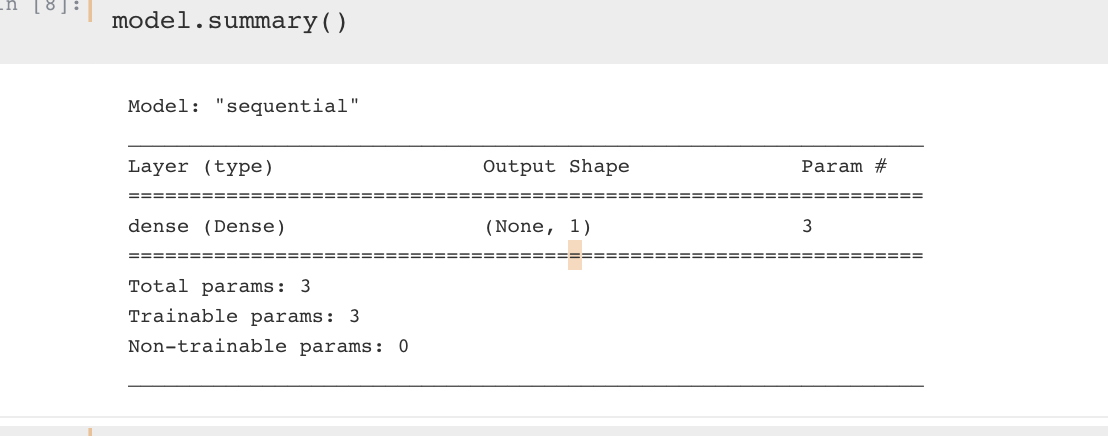 In [8]:
model.summary()
Model: "sequential"
_________________________________________________________________
Layer (type)                 Output Shape              Param #
=================================================================
dense (Dense)                (None, 1)                 3
=================================================================
Total params: 3
Trainable params: 3
Non-trainable params: 0
_________________________________________________________________